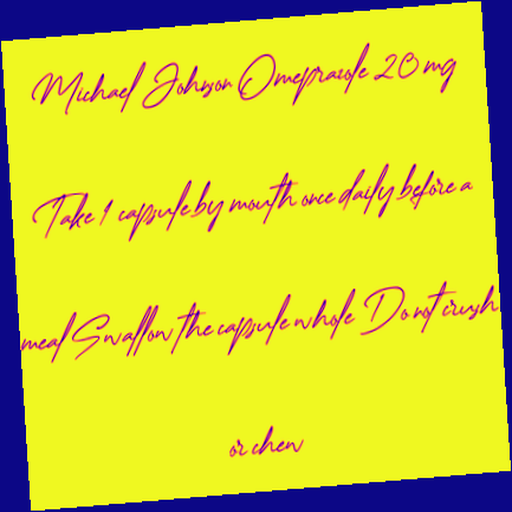 Michael Johnson Omeprazole 20 mg
Take 1 capsule by mouth once daily before a
meal Swallow the capsule whole Do not crush
or chew